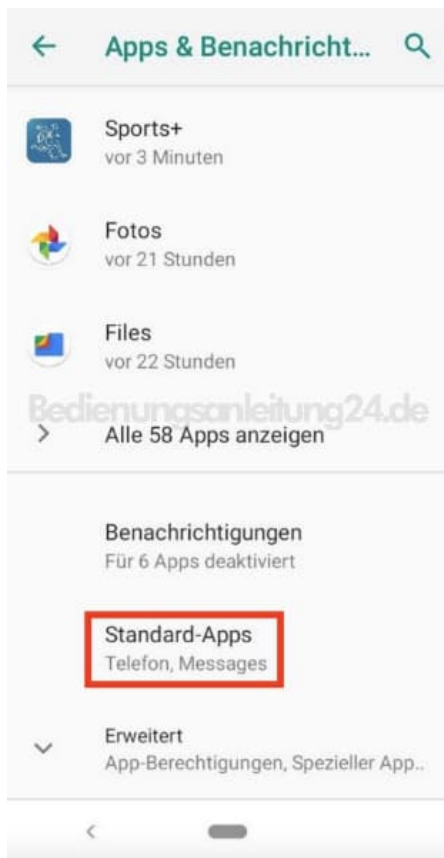 Apps & Benachricht...
Sports+
vor 3 Minuten
Fotos
vor 21 Stunden
Files
vor 22 Stunden
Bedienungsanleitung24.de
Alle 58 Apps anzeigen
Benachrichtigungen
Für 6 Apps deaktiviert
Standard-Apps
Telefon, Messages
Erweitert
App-Berechtigungen, Spezieller App..